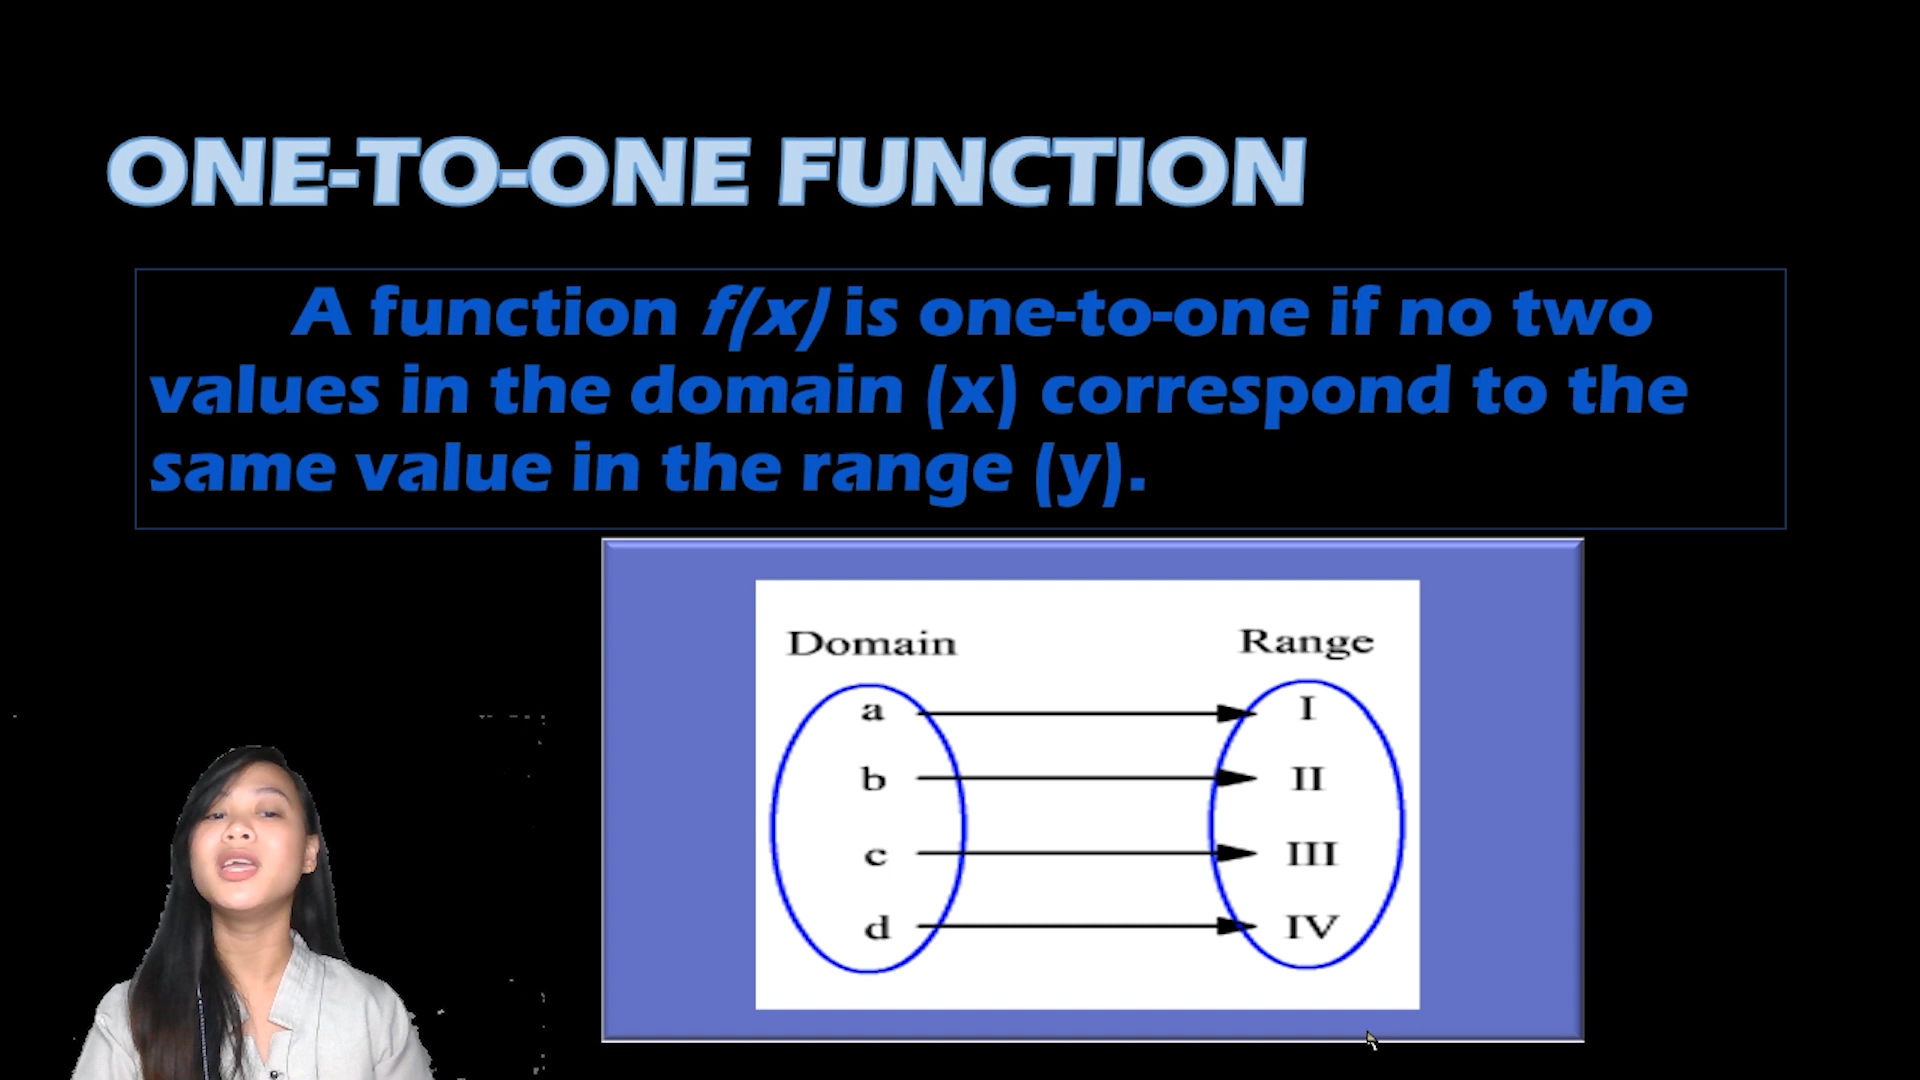 ONE-TO-ONE FUNCTION
A function f(x) is one-to-one if no two
values in the domain (x) correspond to the
same value in the range (y).
Domain Range
a I
b II
c III
d IV